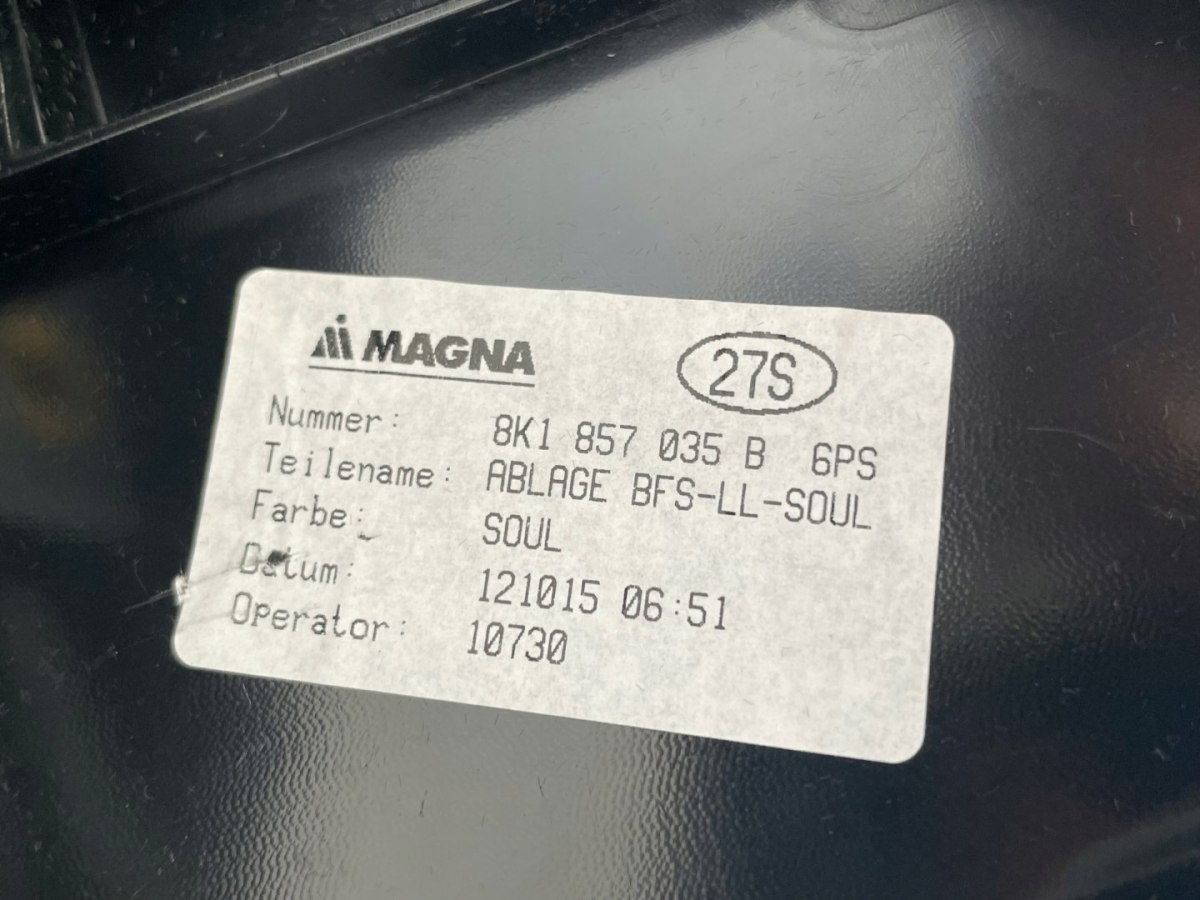 MAGNA
27S
Nummer: 8K1 857 035 B 6PS
Teilename: ABLAGE BFS-LL-SOUL
Farbe: SOUL
Datum: 121015 06:51
Operator: 10730